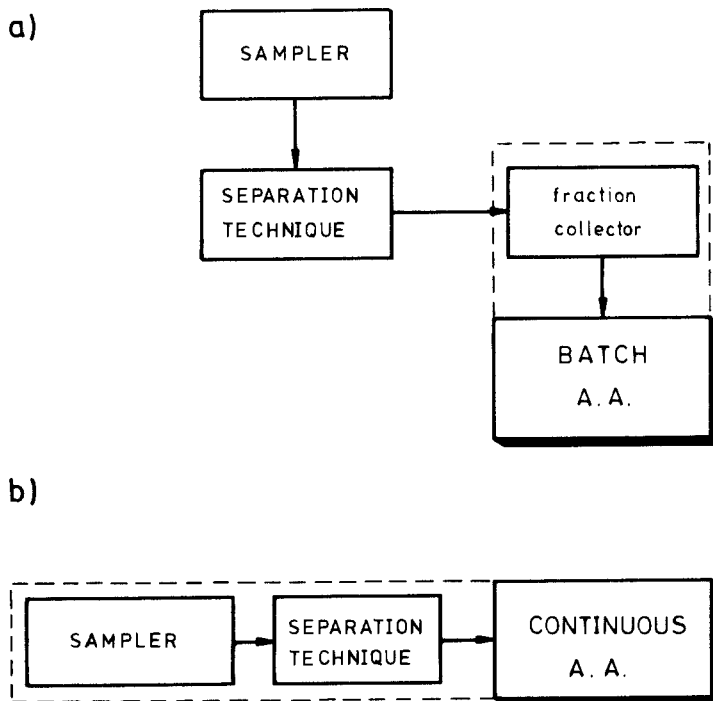 a)
SAMPLER
SEPARATION
TECHNIQUE
fraction
collector
BATCH
A. A.
b)
SAMPLER
SEPARATION
TECHNIQUE
CONTINUOUS
A. A.